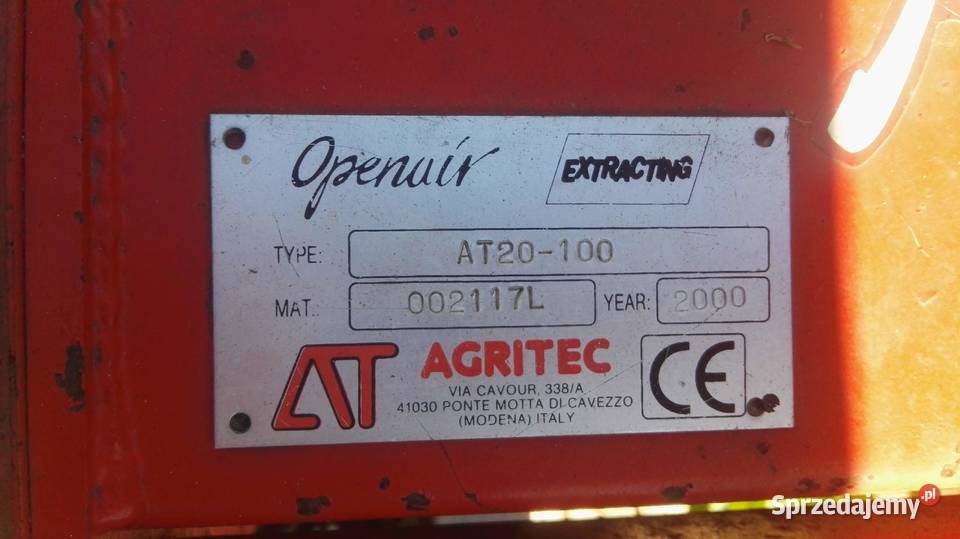 Openair EXTRACTING
TYPE: AT20-100
MAT.: 002117L YEAR: 2000
AT AGRITEC CE
VIA CAVOUR, 338/A
41030 PONTE MOTTA DI CAVEZZO
(MODENA) ITALY
Sprzedajemy.pl